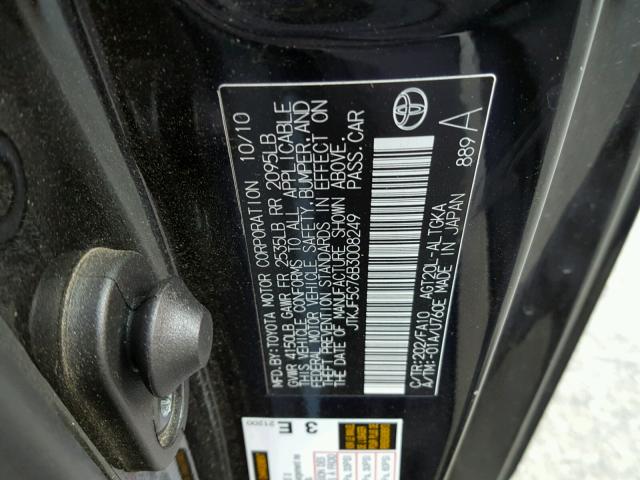 MFD.BY:TOYOTA MOTOR CORPORATION 10/10
GVWR 4150LB GAWR FR 2535LB RR 2095LB
THIS VEHICLE CONFORMS TO ALL APPLICABLE
FEDERAL MOTOR VEHICLE SAFETY, BUMPER, AND
THEFT PREVENTION STANDARDS IN EFFECT ON
THE DATE OF MANUFACTURE SHOWN ABOVE.
JTKJF5C76B3008249 PASS.CAR
C/TR:202/FA10 AGT20L-ALTGKA
A/TM:-01A/U760E MADE IN JAPAN
889 A
3 E
21200